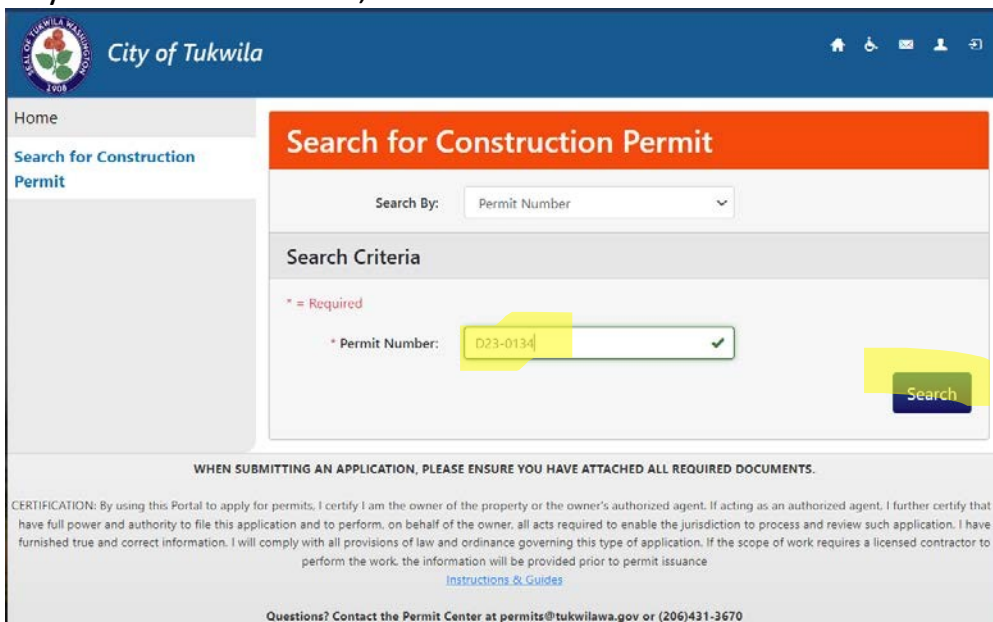 SEAL OF TUKWILA WASHINGTON
1908
City of Tukwila
Home
Search for Construction
Permit
Search for Construction Permit
Search By: Permit Number
Search Criteria
* = Required
* Permit Number: D23-0134
Search
WHEN SUBMITTING AN APPLICATION, PLEASE ENSURE YOU HAVE ATTACHED ALL REQUIRED DOCUMENTS.
CERTIFICATION: By using this Portal to apply for permits, I certify I am the owner of the property or the owner's authorized agent. If acting as an authorized agent, I further certify that
have full power and authority to file this application and to perform, on behalf of the owner, all acts required to enable the jurisdiction to process and review such application. I have
furnished true and correct information. I will comply with all provisions of law and ordinance governing this type of application. If the scope of work requires a licensed contractor to
perform the work, the information will be provided prior to permit issuance
Instructions & Guides
Questions? Contact the Permit Center at permits@tukwilawa.gov or (206)431-3670